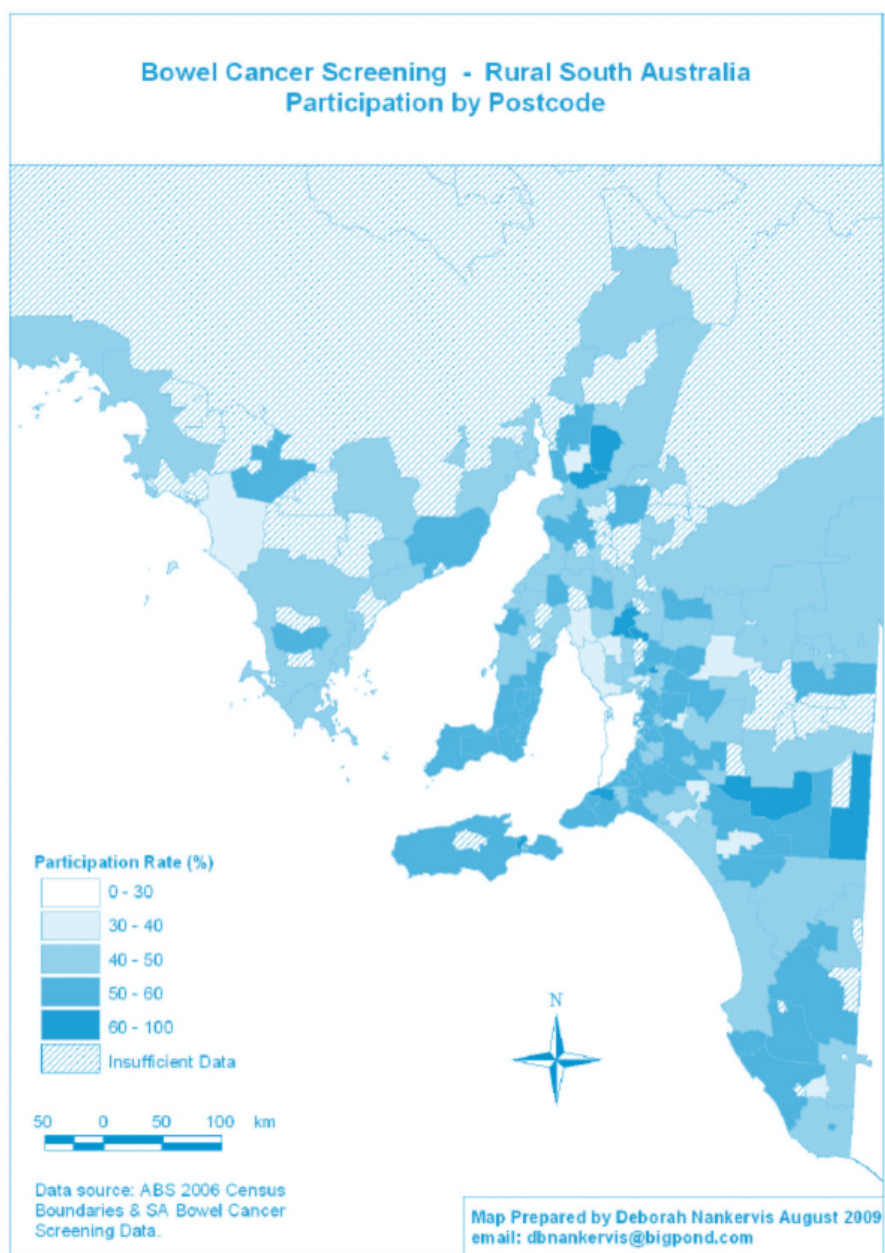 Bowel Cancer Screening - Rural South Australia
Participation by Postcode
Participation Rate (%)
0 - 30
30 - 40
40 - 50
50 - 60
60 - 100
Insufficient Data
N
50 0 50 100 km
Data source: ABS 2006 Census
Boundaries & SA Bowel Cancer
Screening Data.
Map Prepared by Deborah Nankervis August 2009
email: dbnankervis@bigpond.com